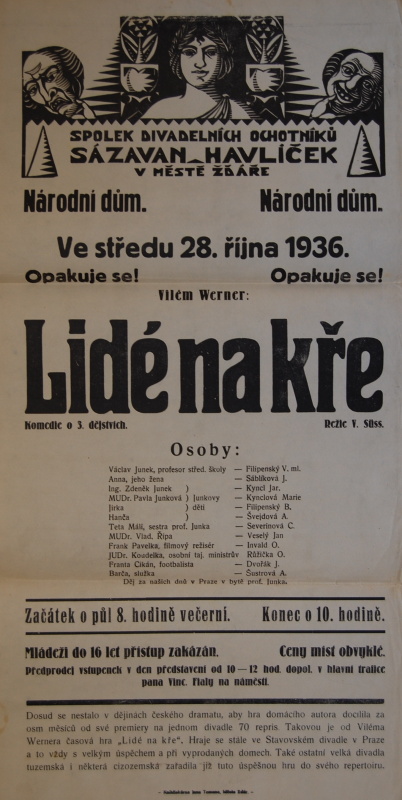 SPOLEK DIVADELNÍCH OCHOTNÍKŮ
SÁZAVAN-HAVLÍČEK
V MĚSTĚ ŽĎÁŘE
Národní dům. Národní dům.
Ve středu 28. října 1936.
Opakuje se! Opakuje se!
Vilém Werner:
Lidé na kře
Komedie o 3. dějstvích. Režie V. Süss.
Osoby:
Václav Junek, profesor střed. školy — Filipenský V. ml.
Anna, jeho žena — Sáblíková J.
Ing. Zdeněk Junek ) — Kyncl Jar.
MUDr. Pavla Junková ) Junkovy — Kynclová Marie
Jirka ) děti — Filipenský B.
Hanča ) — Švejdová A.
Teta Máli, sestra prof. Junka — Severinová C.
MUDr. Vlad. Řípa — Veselý Jan
Frank Pavelka, filmový režisér — Invald O.
JUDr. Koudelka, osobní taj. ministrův — Růžička O.
Franta Cikán, footbalista — Dvořák J.
Barča, služka — Šustrová A.
Děj za našich dnů v Praze v bytě prof. Junka.
Začátek o půl 8. hodině večerní. Konec o 10. hodině.
Mládeži do 16 let přístup zakázán. Ceny míst obvyklé.
Předprodej vstupenek v den představení od 10—12 hod. dopol. v hlavní trafice
pana Vinc. Fialy na náměstí.
Dosud se nestalo v dějinách českého dramatu, aby hra domácího autora docílila za
osm měsíců od své premiery na jednom divadle 70 repris. Takovou je od Viléma
Wernera časová hra „Lidé na kře". Hraje se stále ve Stavovském divadle v Praze
a to vždy s velkým úspěchem a při vyprodaných domech. Také ostatní velká divadla
tuzemská i některá cizozemská zařadila již tuto úspěšnou hru do svého repertoiru.